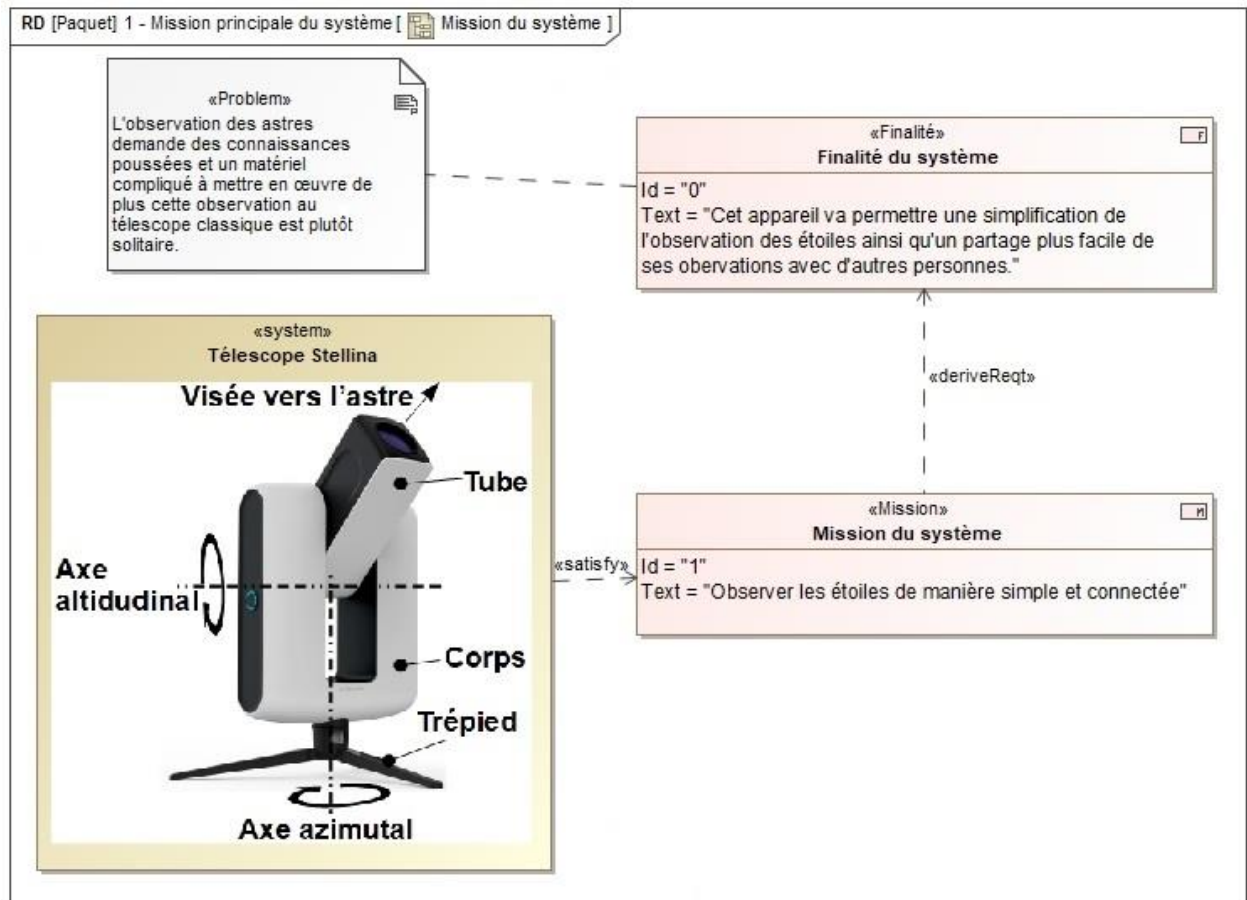 RD [Paquet] 1 - Mission principale du système [ Mission du système ]
«Problem»
L'observation des astres
demande des connaissances
poussées et un matériel
compliqué à mettre en œuvre de
plus cette observation au
télescope classique est plutôt
solitaire.
«Finalité»
F
Finalité du système
Id = "0"
Text = "Cet appareil va permettre une simplification de
l'observation des étoiles ainsi qu'un partage plus facile de
ses obervations avec d'autres personnes."
«deriveReqt»
«system»
Télescope Stellina
Visée vers l'astre
Tube
Axe
altidudinal
Corps
Trépied
Axe azimutal
«satisfy»
«Mission»
M
Mission du système
Id = "1"
Text = "Observer les étoiles de manière simple et connectée"